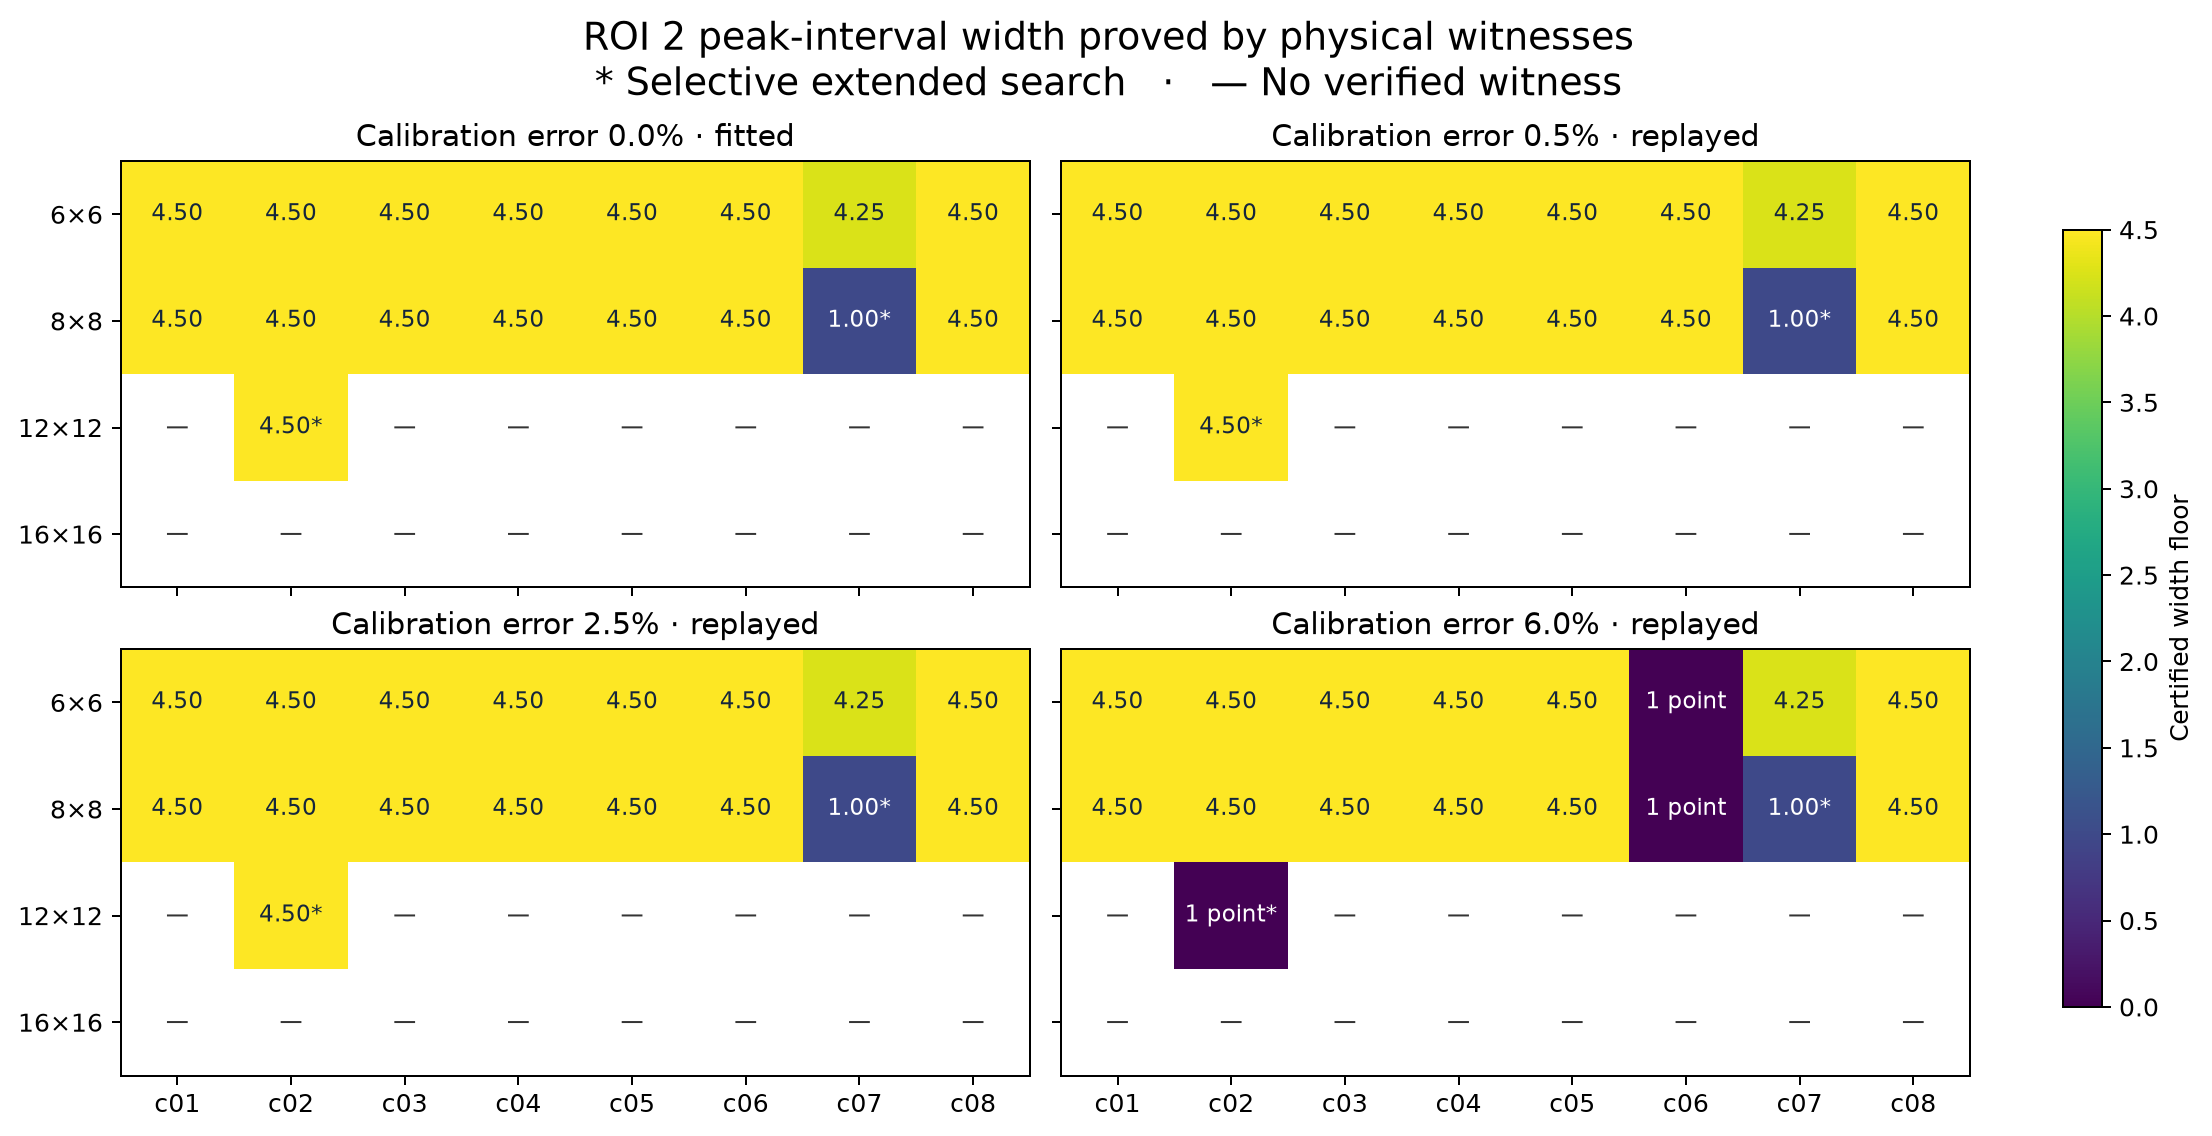 ROI 2 peak-interval width proved by physical witnesses
* Selective extended search · — No verified witness
Calibration error 0.0% · fitted
6×6 4.50 4.50 4.50 4.50 4.50 4.50 4.25 4.50
8×8 4.50 4.50 4.50 4.50 4.50 4.50 1.00* 4.50
12×12 — 4.50* — — — — — —
16×16 — — — — — — — —
Calibration error 0.5% · replayed
4.50 4.50 4.50 4.50 4.50 4.50 4.25 4.50
4.50 4.50 4.50 4.50 4.50 4.50 1.00* 4.50
— 4.50* — — — — — —
— — — — — — — —
Calibration error 2.5% · replayed
6×6 4.50 4.50 4.50 4.50 4.50 4.50 4.25 4.50
8×8 4.50 4.50 4.50 4.50 4.50 4.50 1.00* 4.50
12×12 — 4.50* — — — — — —
16×16 — — — — — — — —
c01 c02 c03 c04 c05 c06 c07 c08
Calibration error 6.0% · replayed
4.50 4.50 4.50 4.50 4.50 1 point 4.25 4.50
4.50 4.50 4.50 4.50 4.50 1 point 1.00* 4.50
— 1 point* — — — — — —
— — — — — — — —
c01 c02 c03 c04 c05 c06 c07 c08
4.5
4.0
3.5
3.0
2.5
2.0
1.5
1.0
0.5
0.0
Certified width floor